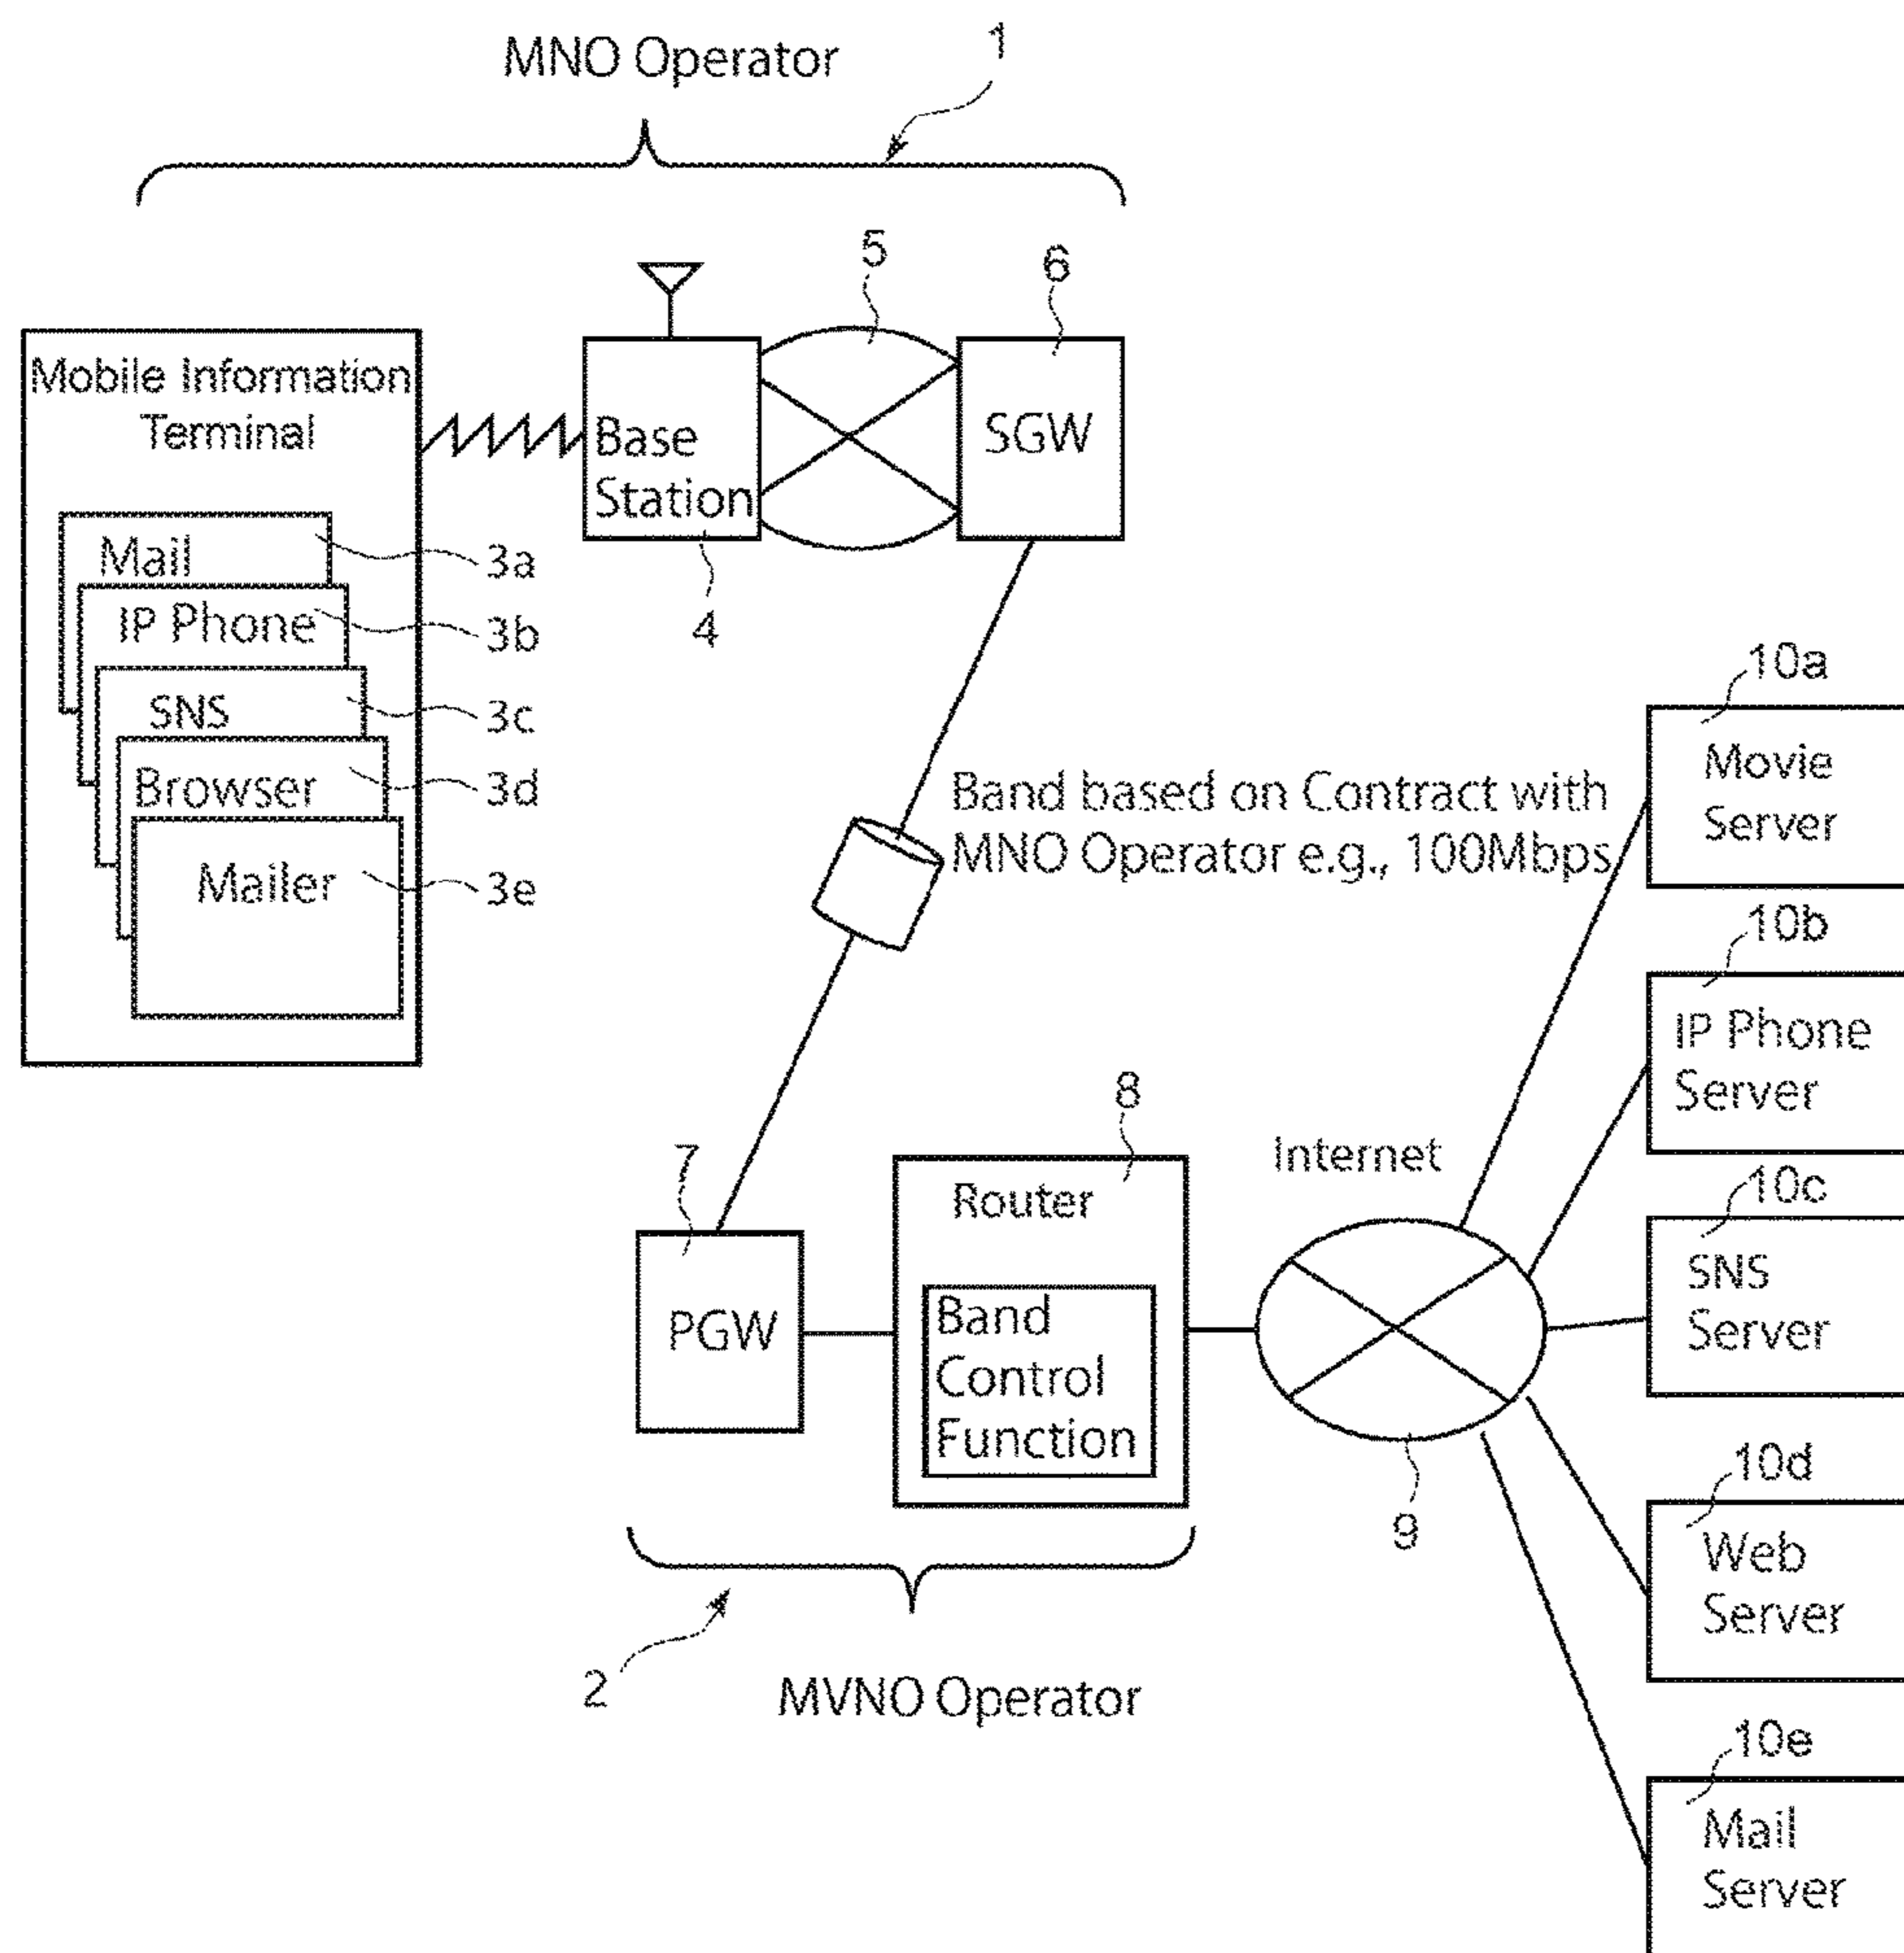 MNO Operator
1
5
6
Mobile Information
Terminal
Base
Station
SGW
4
Mail
3a
IP Phone
3b
SNS
3c
Browser
3d
Mailer
3e
Band based on Contract with
MNO Operator e.g., 100Mbps
10a
Movie
Server
10b
IP Phone
Server
7
PGW
8
Router
Band
Control
Function
Internet
9
10c
SNS
Server
10d
Web
Server
2
MVNO Operator
10e
Mail
Server